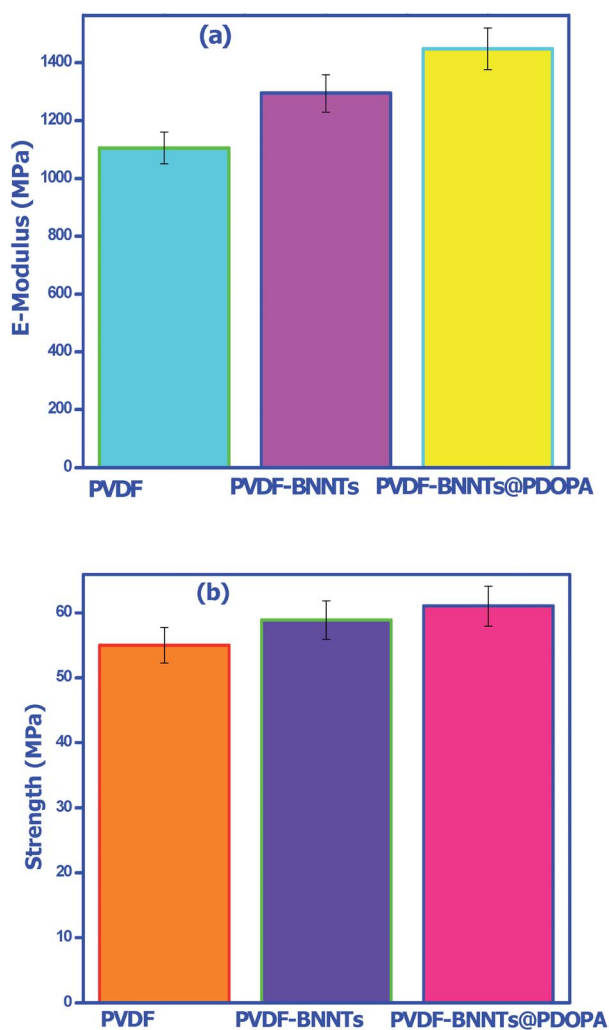 (a)
1400
1200
1000
800
600
400
200
0
E-Modulus (MPa)
PVDF PVDF-BNNTs PVDF-BNNTs@PDOPA
(b)
60
50
40
30
20
10
0
Strength (MPa)
PVDF PVDF-BNNTs PVDF-BNNTs@PDOPA